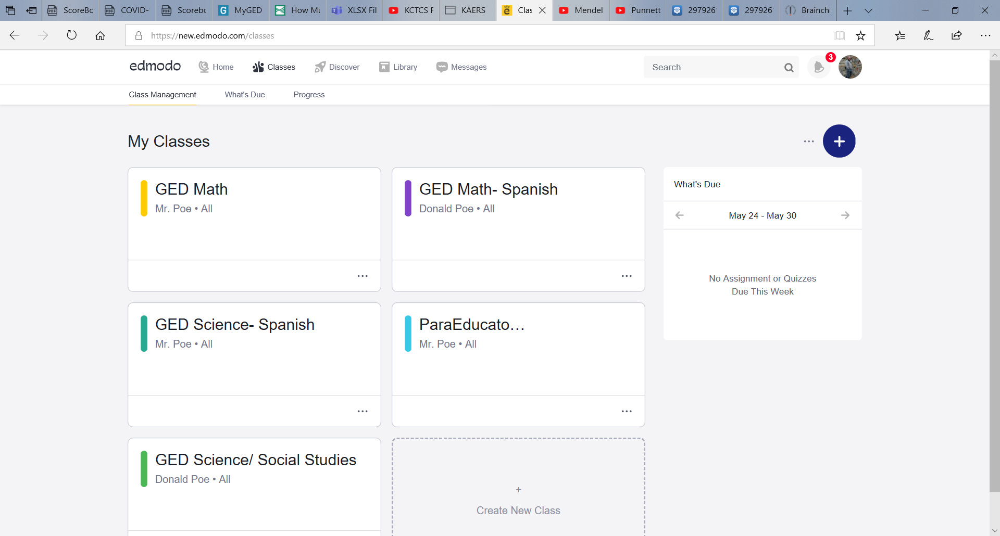 ScoreBo COVID- Scorebc MyGED How Mu XLSX Fil KCTCS F KAERS Clas Mendel Punnett 297926 297926 Brainchi
https://new.edmodo.com/classes
edmodo Home Classes Discover Library Messages Search 3
Class Management What's Due Progress
My Classes
GED Math
Mr. Poe • All
GED Math- Spanish
Donald Poe • All
What's Due
May 24 - May 30
No Assignment or Quizzes
Due This Week
GED Science- Spanish
Mr. Poe • All
ParaEducato...
Mr. Poe • All
GED Science/ Social Studies
Donald Poe • All
+
Create New Class